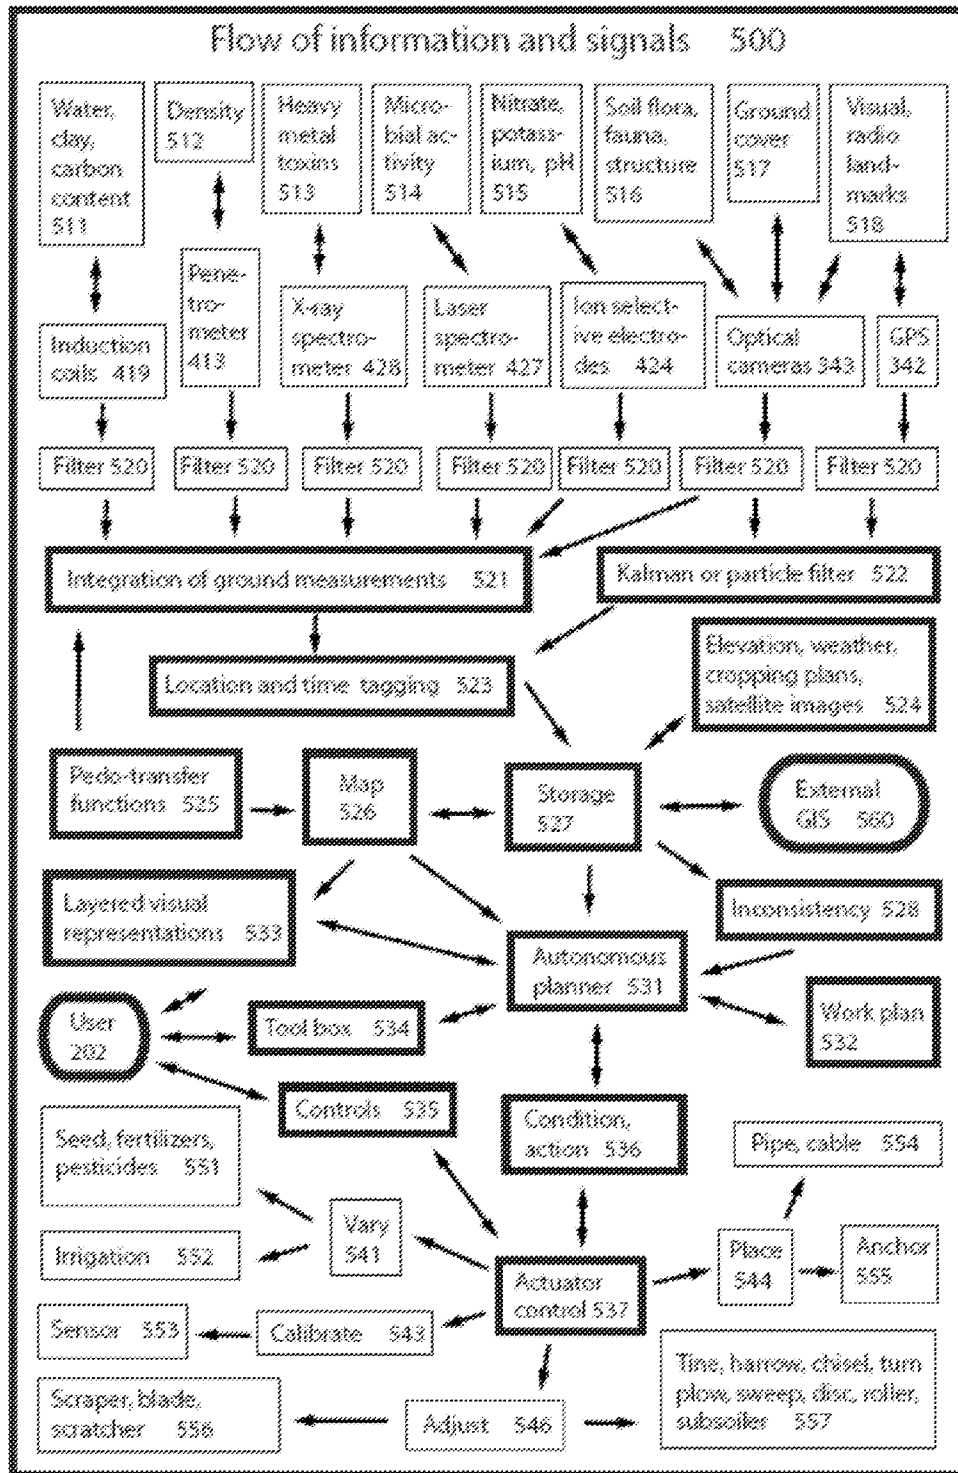 Flow of information and signals 500
Water,
clay,
carbon
content
511
Density
512
Heavy
metal
toxins
513
Micro-
bial ac-
tivity
514
Nitrate,
potass-
ium, pH
515
Soil flora,
fauna,
structure
516
Ground
cover
517
Visual,
radio
land-
marks
518
Induction
coils 419
Pene-
tro-
meter
413
X-ray
spectro-
meter 428
Laser
spectro-
meter 427
Ion select-
ive electro-
des 424
Optical
cameras 343
GPS
342
Filter 520
Filter 520
Filter 520
Filter 520
Filter 520
Filter 520
Filter 520
Integration of ground measurements 521
Kalman or particle filter 522
Location and time tagging 523
Elevation, weather,
cropping plans,
satellite images 524
Pedo-transfer
functions 525
Map
526
Storage
527
External
GIS 560
Layered visual
representations 533
Inconsistency 528
Autonomous
planner 531
User
202
Tool box 534
Work plan
532
Controls 535
Condition,
action 536
Seed, fertilizers,
pesticides 551
Pipe, cable 554
Vary
541
Irrigation 552
Place
544
Anchor
555
Actuator
control 537
Sensor 553
Calibrate 543
Tine, harrow, chisel, turn
plow, sweep, disc, roller,
subsoiler 557
Scraper, blade,
scratcher 556
Adjust 546